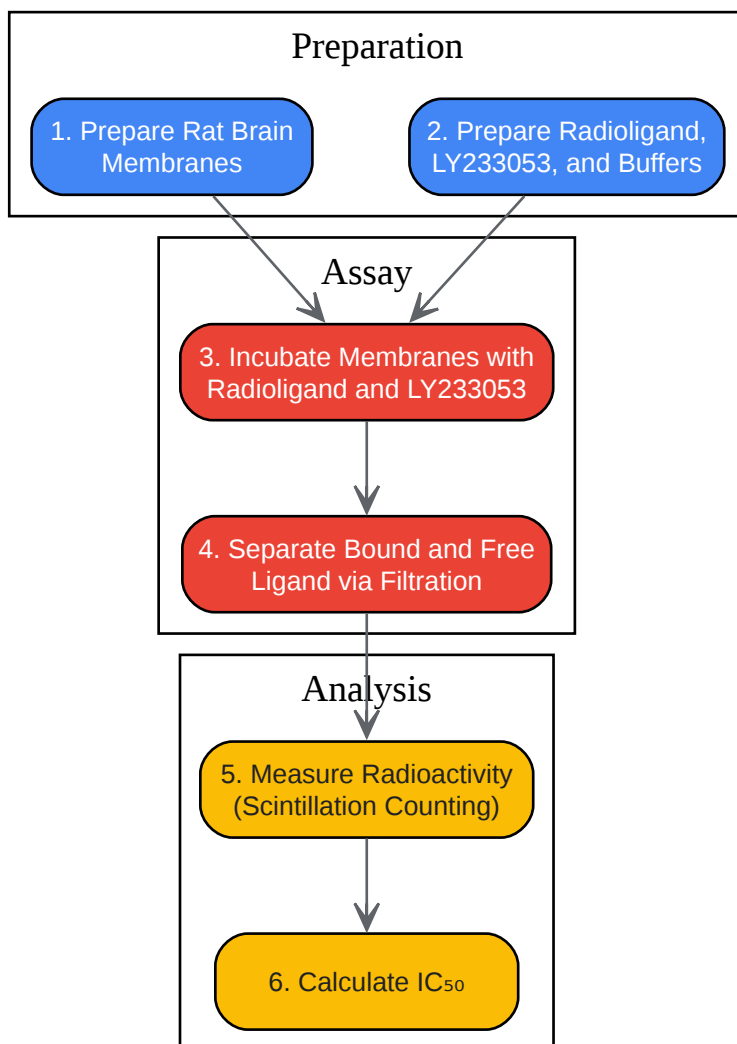 Preparation
1. Prepare Rat Brain
Membranes
2. Prepare Radioligand,
LY233053, and Buffers
Assay
3. Incubate Membranes with
Radioligand and LY233053
4. Separate Bound and Free
Ligand via Filtration
Analysis
5. Measure Radioactivity
(Scintillation Counting)
6. Calculate IC₅₀